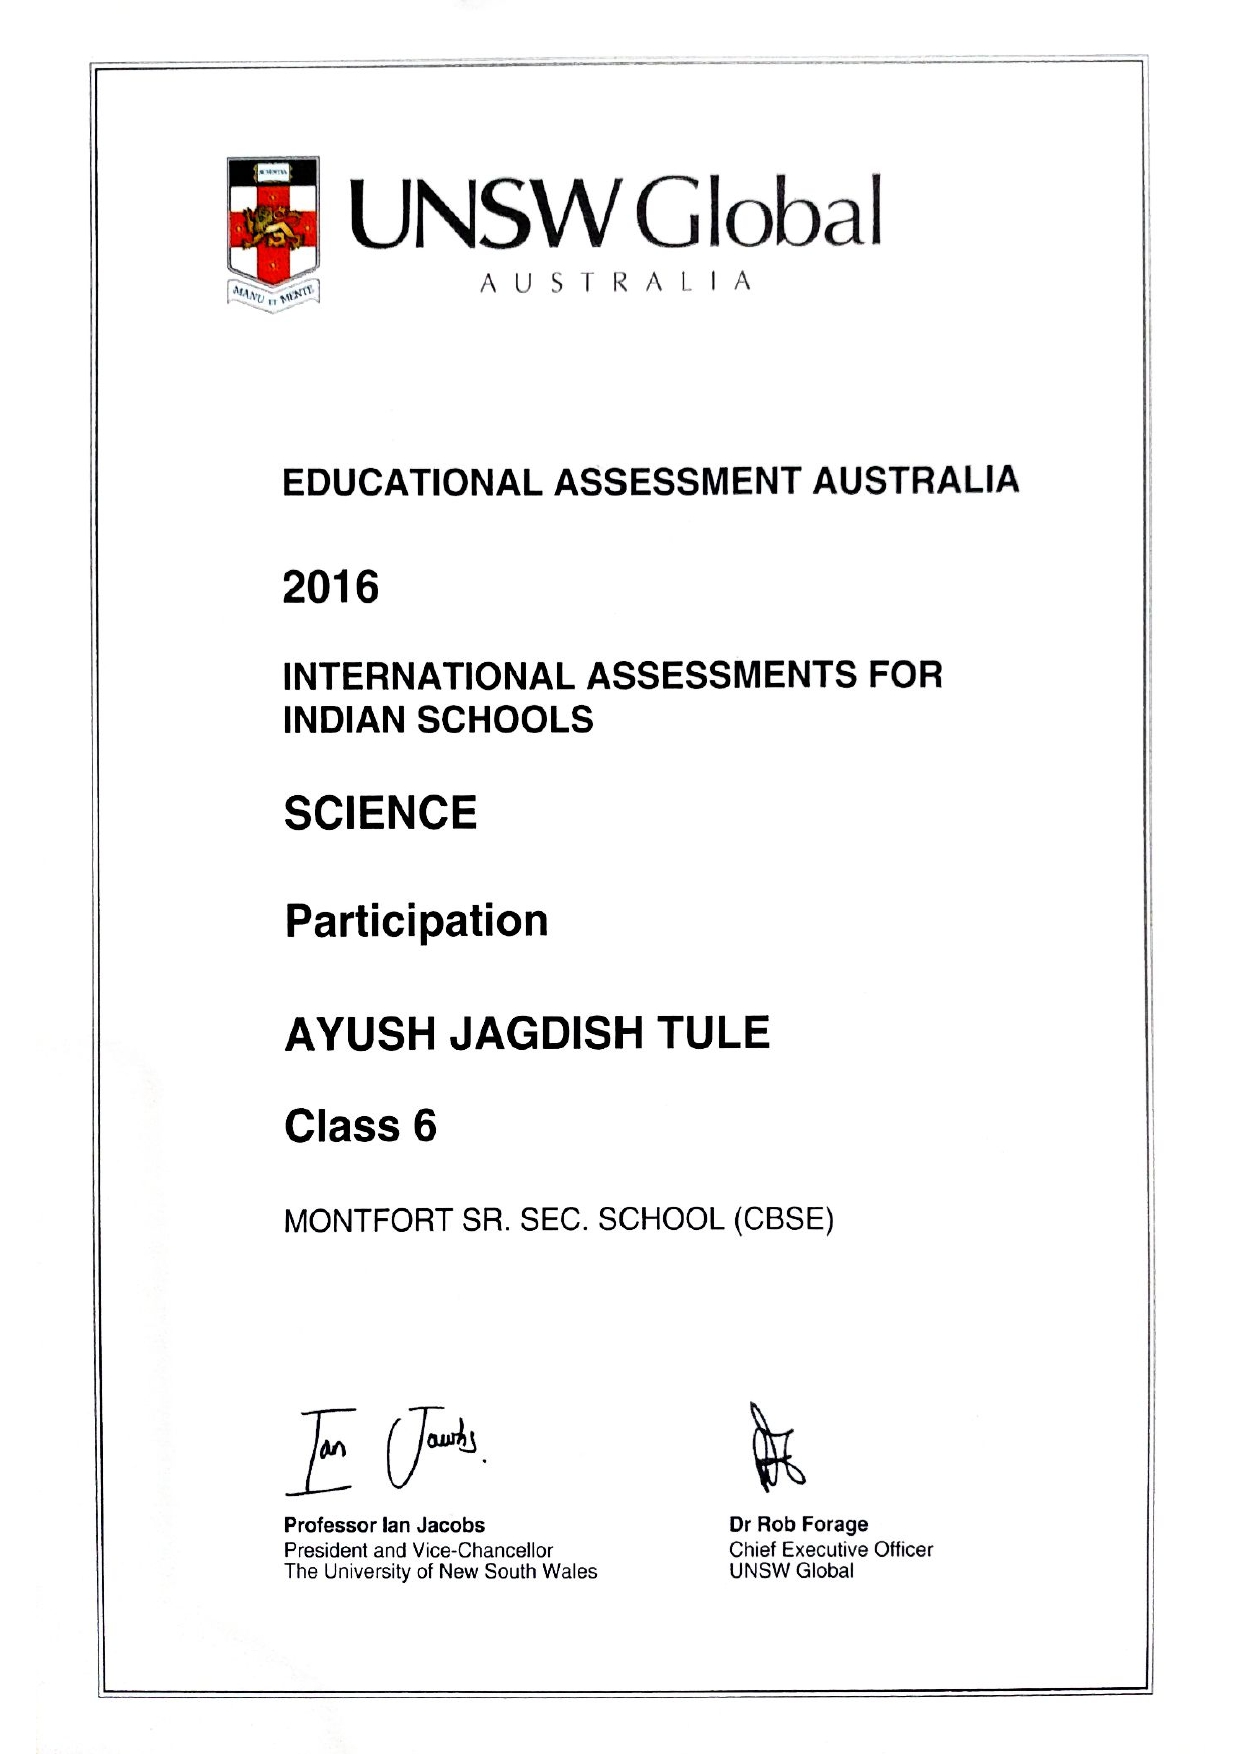 SCIENTIA
MANU ET MENTE
UNSW Global
AUSTRALIA
EDUCATIONAL ASSESSMENT AUSTRALIA
2016
INTERNATIONAL ASSESSMENTS FOR
INDIAN SCHOOLS
SCIENCE
Participation
AYUSH JAGDISH TULE
Class 6
MONTFORT SR. SEC. SCHOOL (CBSE)
Ian Jacobs.
Professor Ian Jacobs
President and Vice-Chancellor
The University of New South Wales
Dr Rob Forage
Chief Executive Officer
UNSW Global